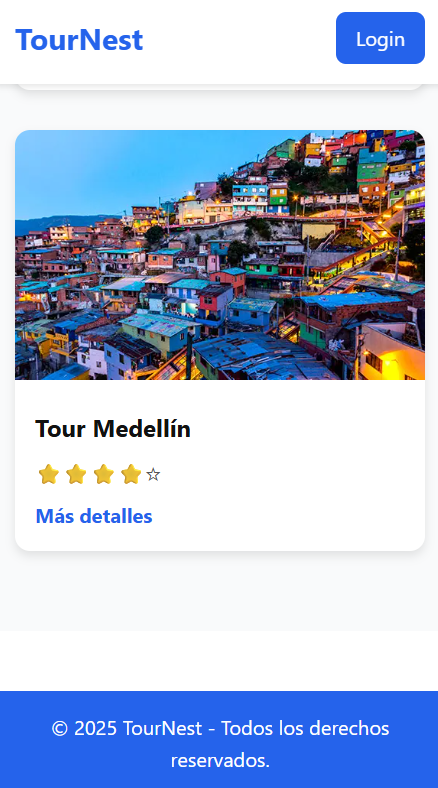 TourNest
Login
Tour Medellín
⭐⭐⭐⭐☆
Más detalles
© 2025 TourNest - Todos los derechos
reservados.